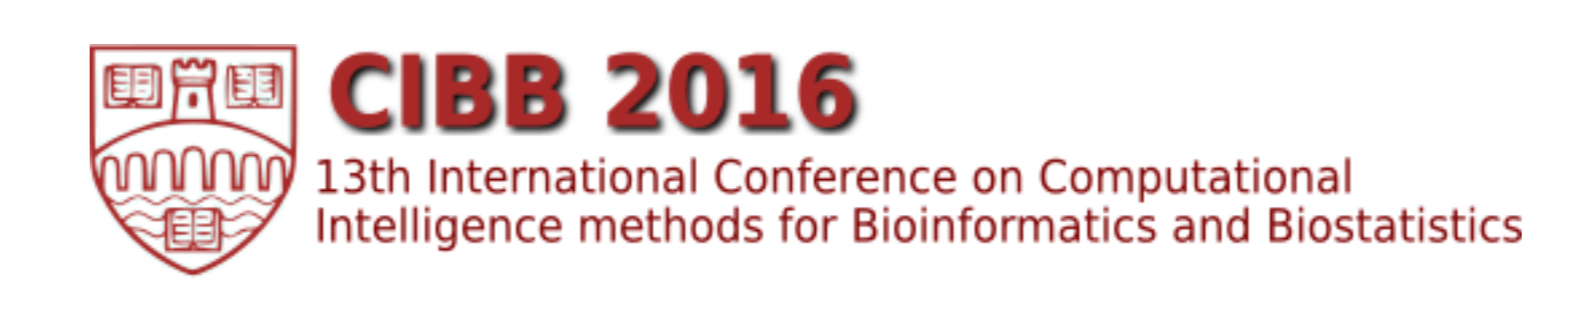 CIBB 2016
13th International Conference on Computational
Intelligence methods for Bioinformatics and Biostatistics